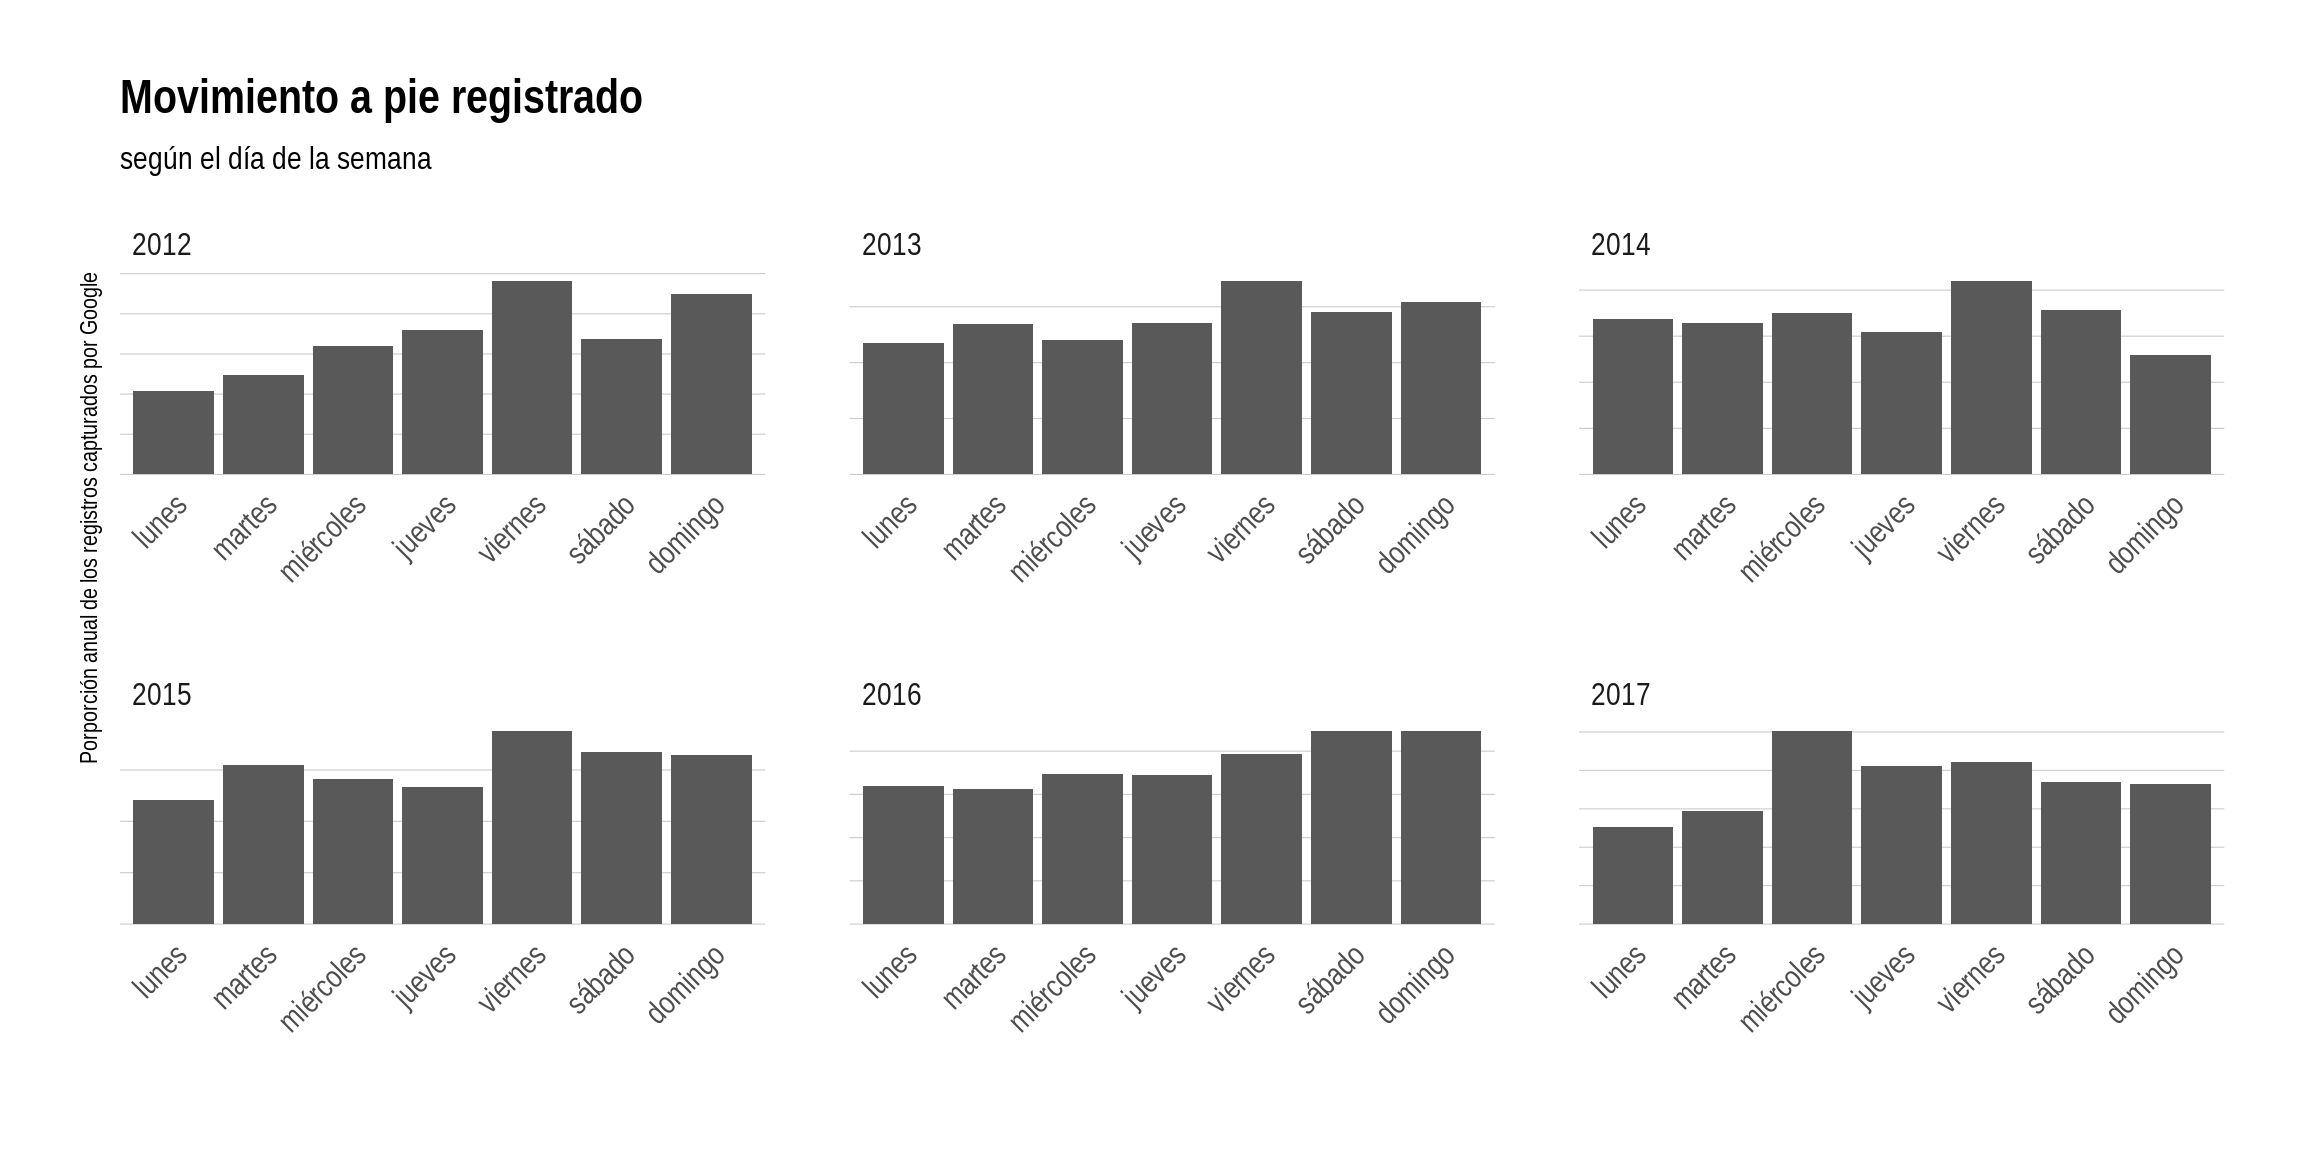 Movimiento a pie registrado
según el día de la semana
Porporción anual de los registros capturados por Google
2012
lunes
martes
miércoles
jueves
viernes
sábado
domingo
2013
lunes
martes
miércoles
jueves
viernes
sábado
domingo
2014
lunes
martes
miércoles
jueves
viernes
sábado
domingo
2015
lunes
martes
miércoles
jueves
viernes
sábado
domingo
2016
lunes
martes
miércoles
jueves
viernes
sábado
domingo
2017
lunes
martes
miércoles
jueves
viernes
sábado
domingo